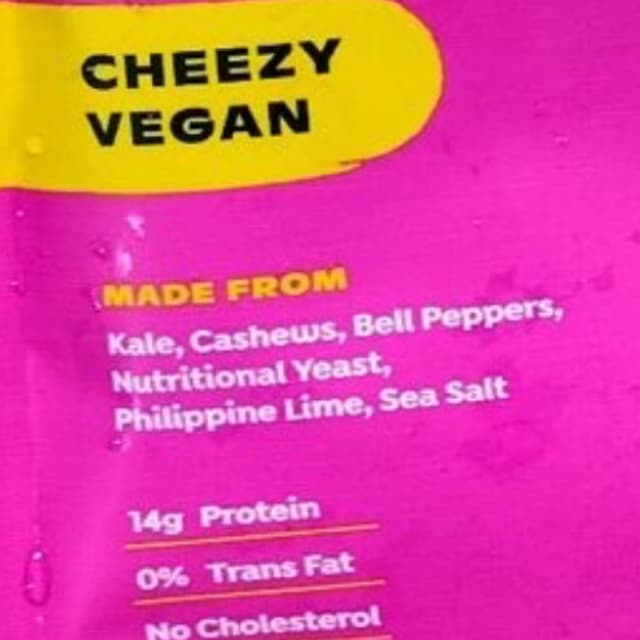 CHEEZY
VEGAN
MADE FROM
Kale, Cashews, Bell Peppers,
Nutritional Yeast,
Philippine Lime, Sea Salt
14g Protein
0% Trans Fat
No Cholesterol